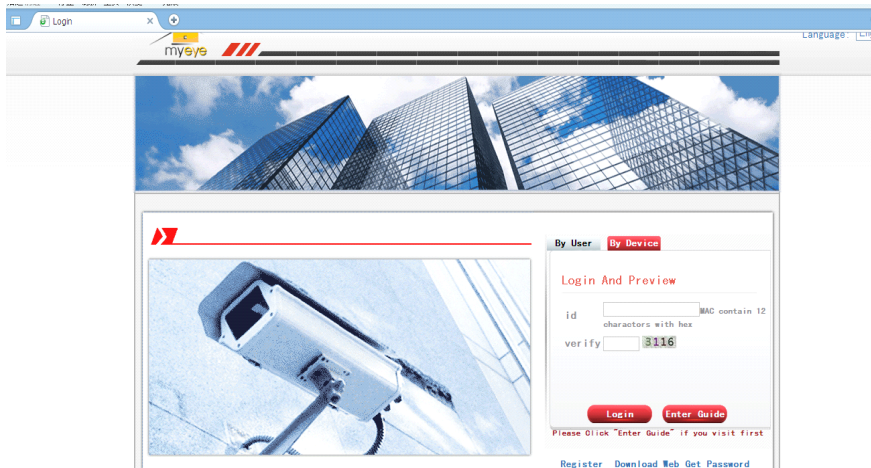 Login
Language:
myeye
By User By Device
Login And Preview
id MAC contain 12
charactors with hex
verify 3116
Login Enter Guide
Please Click "Enter Guide" if you visit first
Register Download Web Get Password